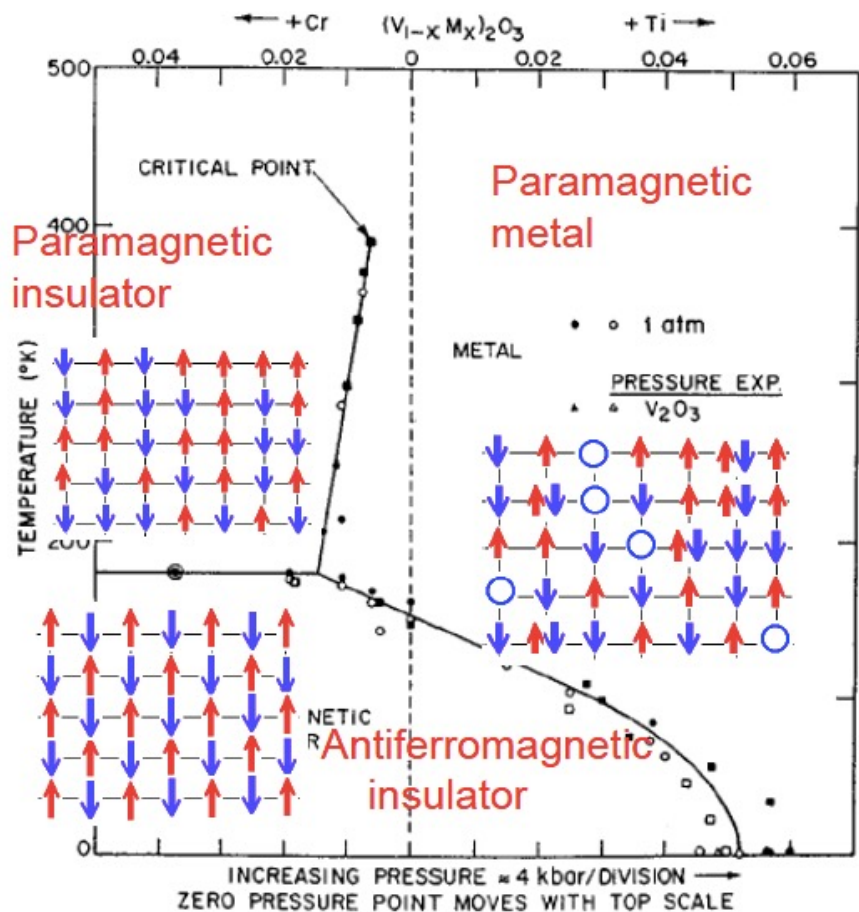 ← +Cr (V₁₋ₓ Mₓ)₂O₃ +Ti →
0.04 0.02 0 0.02 0.04 0.06
500
CRITICAL POINT
Paramagnetic
metal
400
Paramagnetic
insulator
1 atm
METAL
PRESSURE EXP.
V₂O₃
TEMPERATURE (°K)
200
NETIC
R
Antiferromagnetic
insulator
0
INCREASING PRESSURE ≈ 4 kbar/DIVISION →
ZERO PRESSURE POINT MOVES WITH TOP SCALE